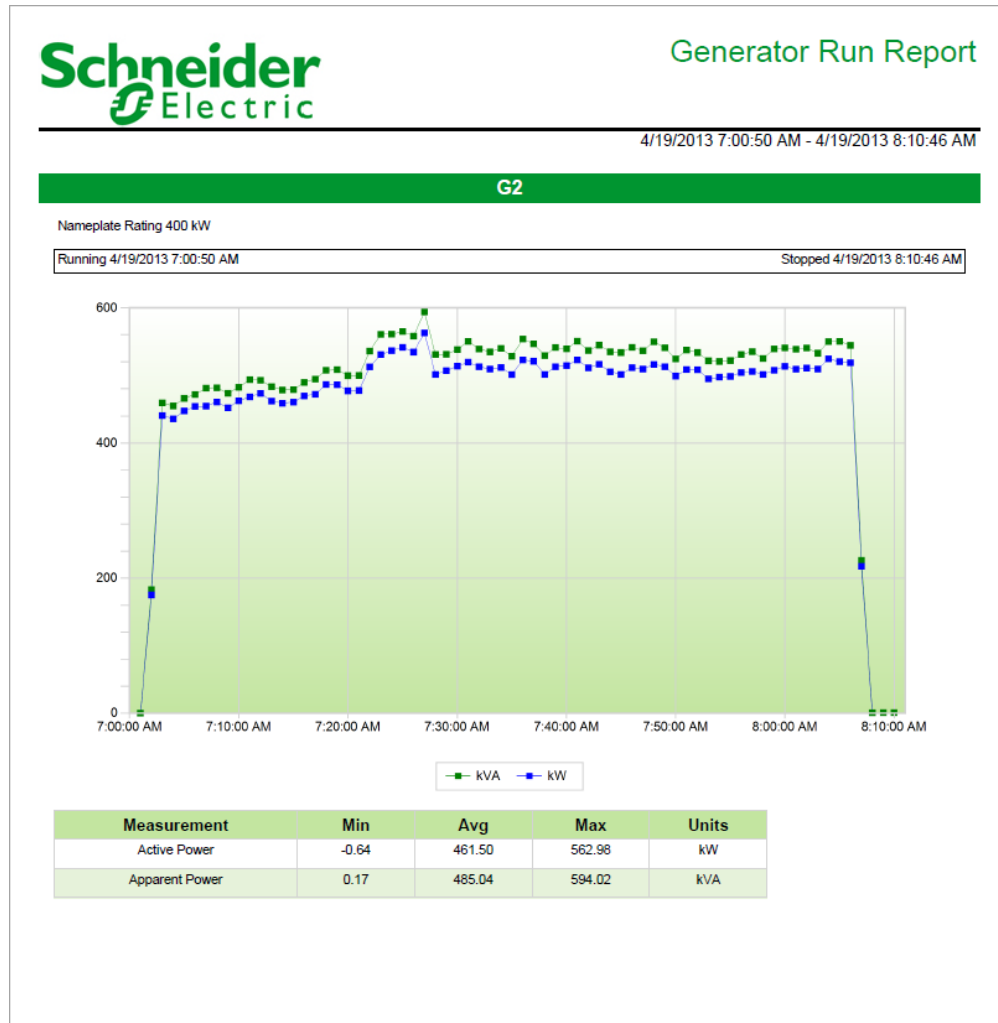 Schneider
Electric
Generator Run Report
4/19/2013 7:00:50 AM - 4/19/2013 8:10:46 AM
G2
Nameplate Rating 400 kW
Running 4/19/2013 7:00:50 AM Stopped 4/19/2013 8:10:46 AM
600
400
200
0
7:00:00 AM 7:10:00 AM 7:20:00 AM 7:30:00 AM 7:40:00 AM 7:50:00 AM 8:00:00 AM 8:10:00 AM
kVA kW
Measurement Min Avg Max Units
Active Power -0.64 461.50 562.98 kW
Apparent Power 0.17 485.04 594.02 kVA